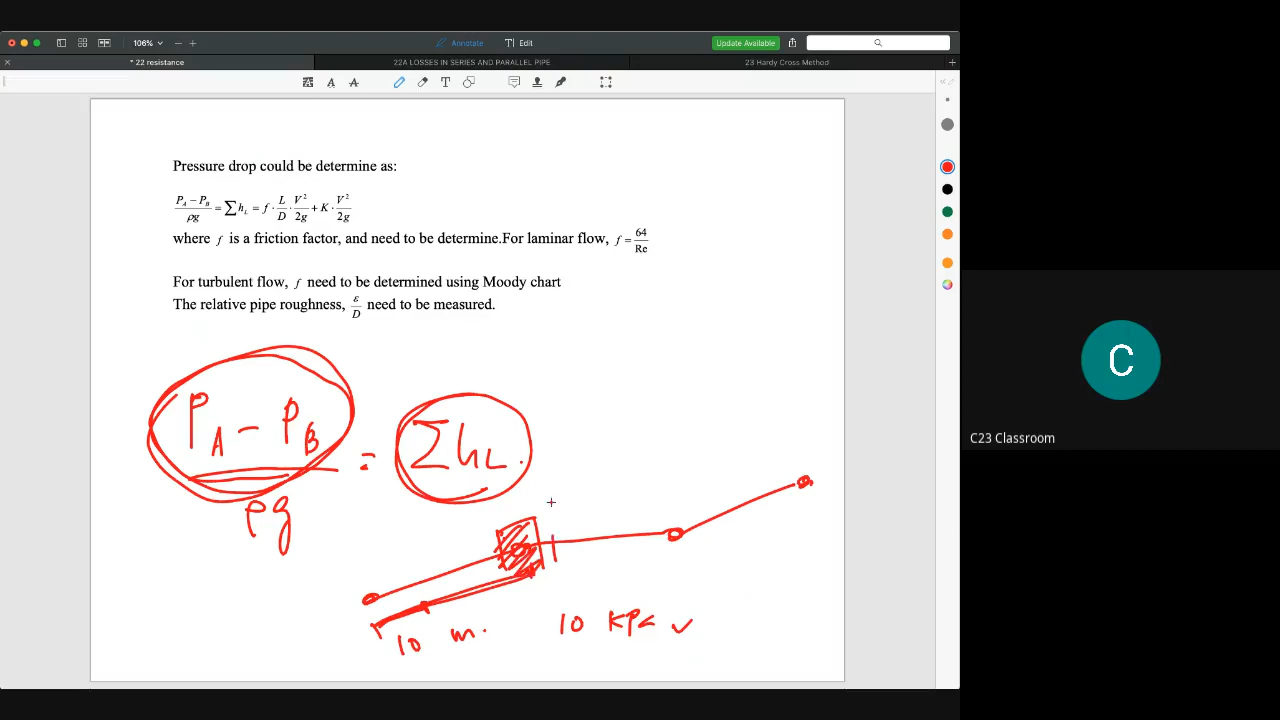 106%
Annotate
Edit
Update Available
* 22 resistance
22A LOSSES IN SERIES AND PARALLEL PIPE
23 Hardy Cross Method
Pressure drop could be determine as:
(P_A − P_B)/(ρg) = ∑ h_L = f · L/D · V²/2g + K · V²/2g
where f is a friction factor, and need to be determine.For laminar flow, f = 64/Re
For turbulent flow, f need to be determined using Moody chart
The relative pipe roughness, ε/D need to be measured.
(P_A − P_B)/(ρg) = Σ h_L.
10 m.
10 KPa
C
C23 Classroom